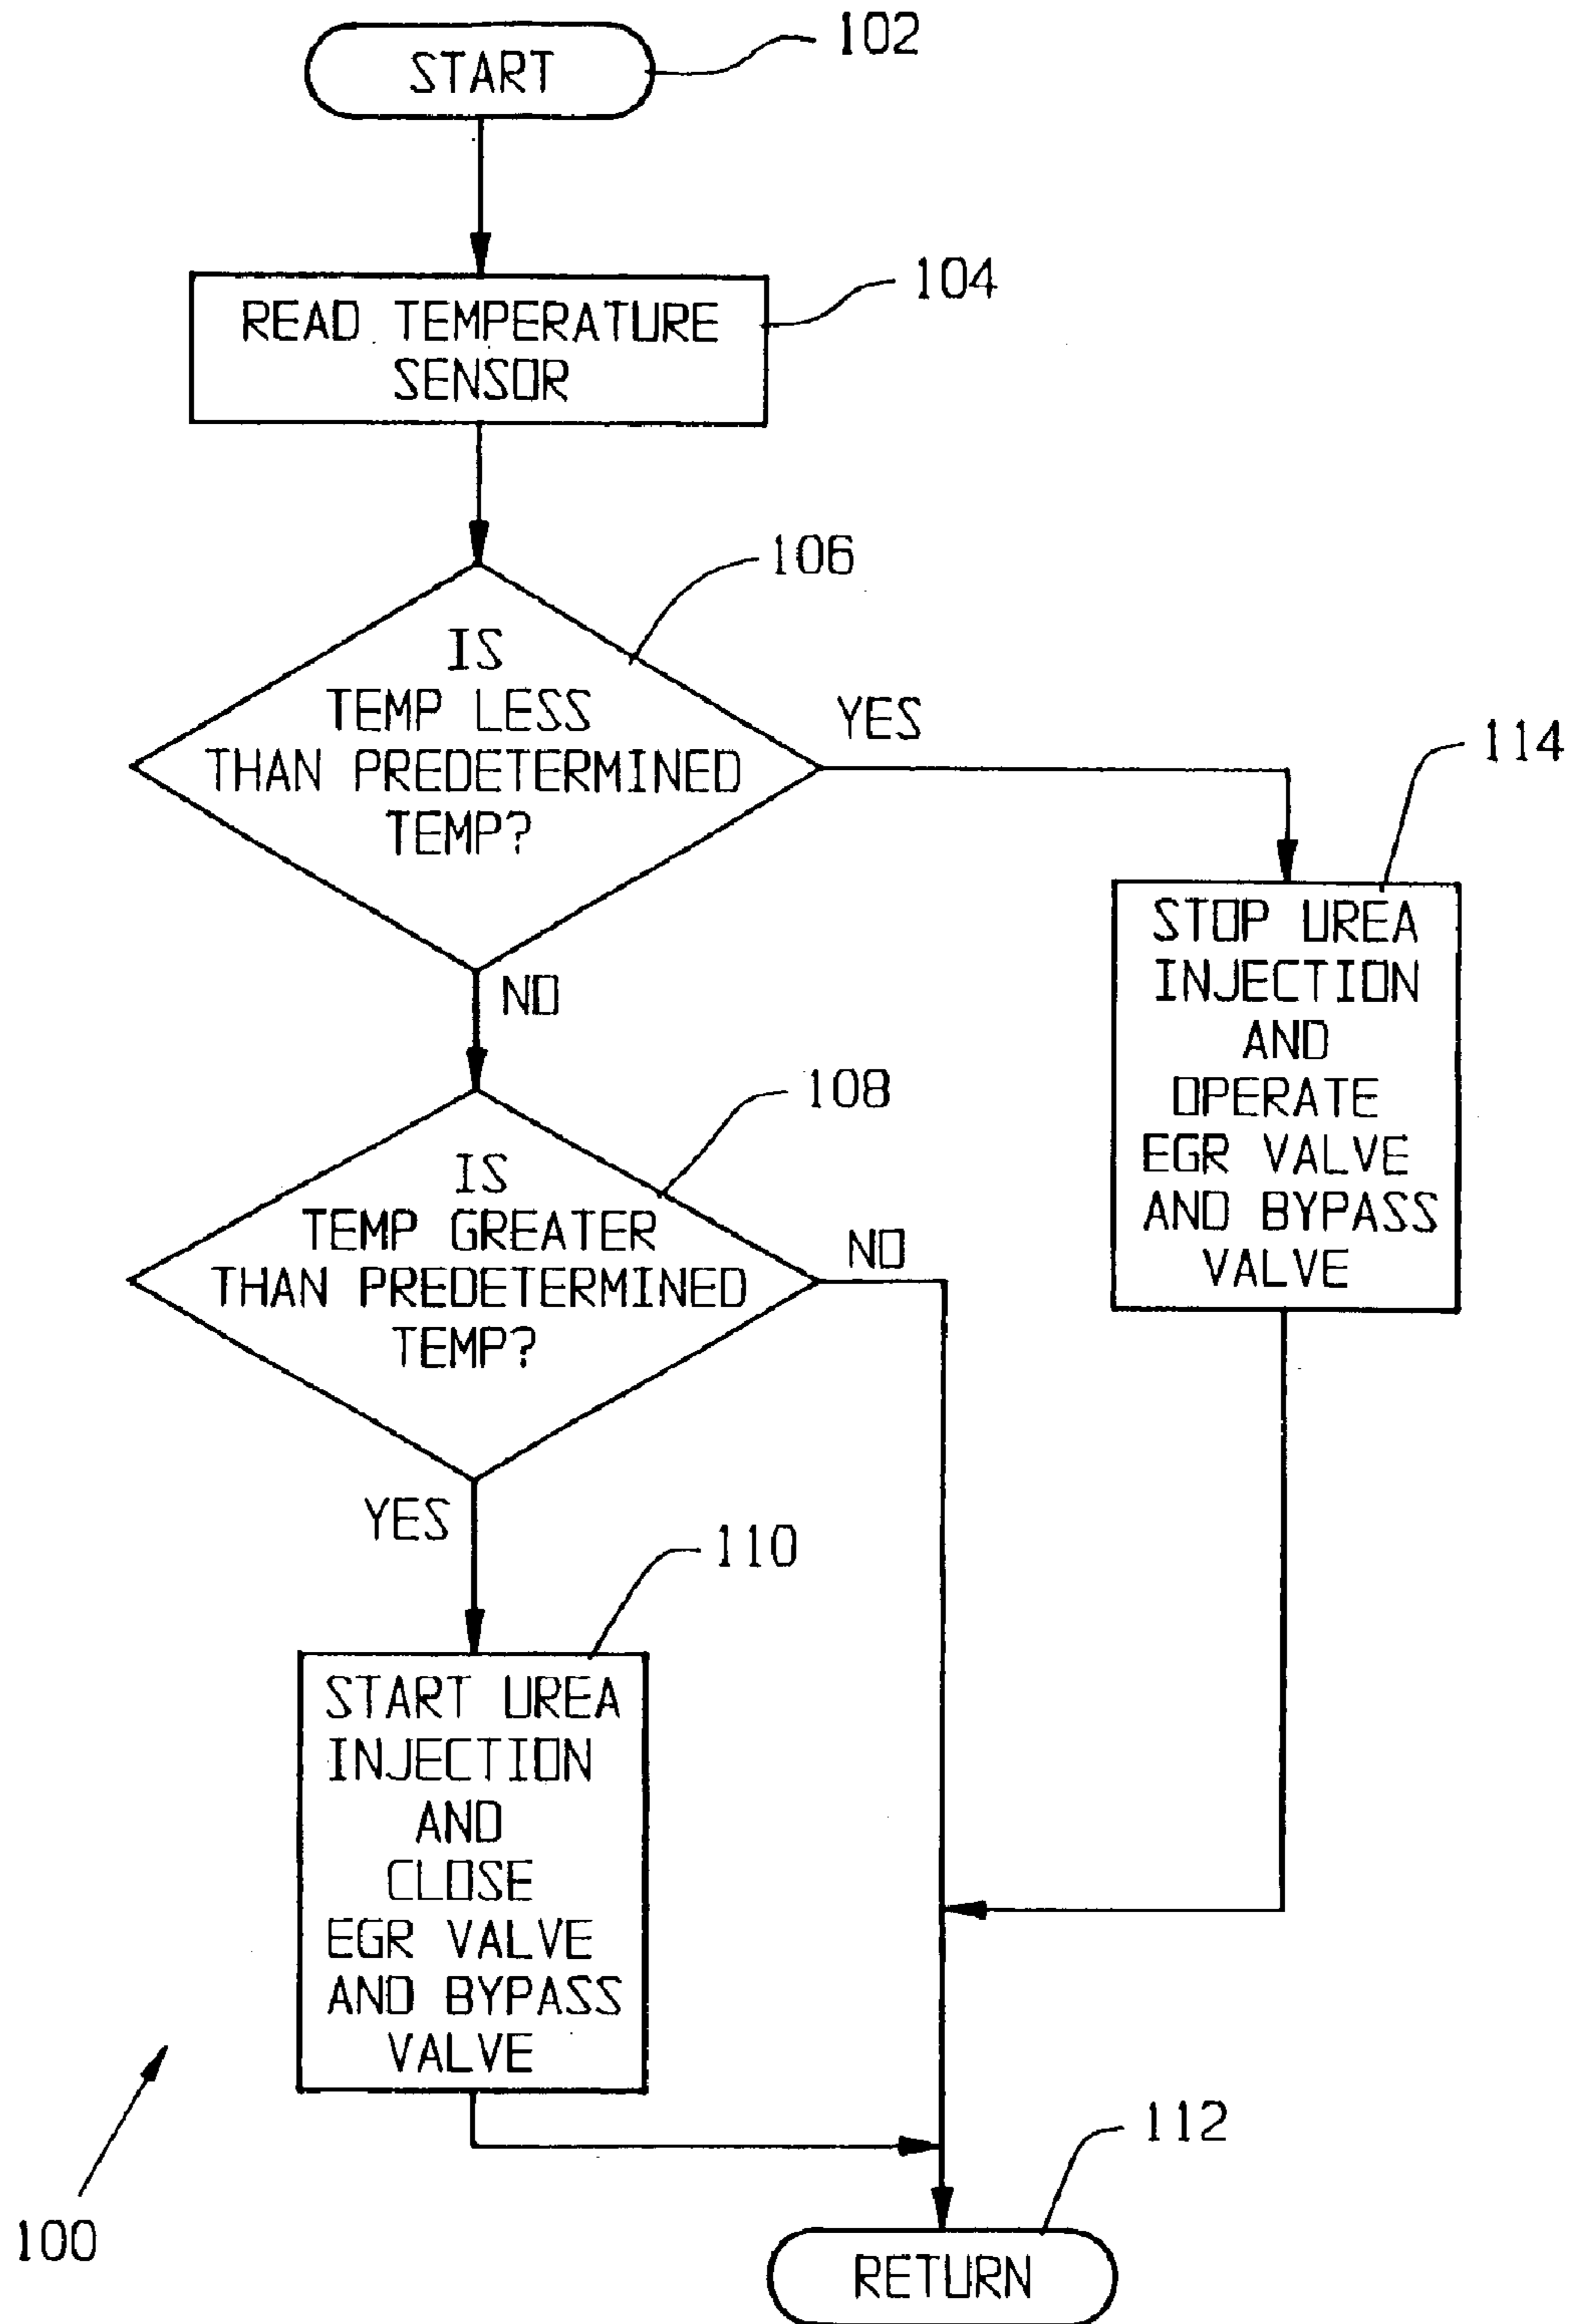 START
102
READ TEMPERATURE
SENSOR
104
106
IS
TEMP LESS
THAN PREDETERMINED
TEMP?
YES
114
STOP UREA
INJECTION
AND
OPERATE
EGR VALVE
AND BYPASS
VALVE
NO
108
IS
TEMP GREATER
THAN PREDETERMINED
TEMP?
NO
YES
110
START UREA
INJECTION
AND
CLOSE
EGR VALVE
AND BYPASS
VALVE
100
112
RETURN